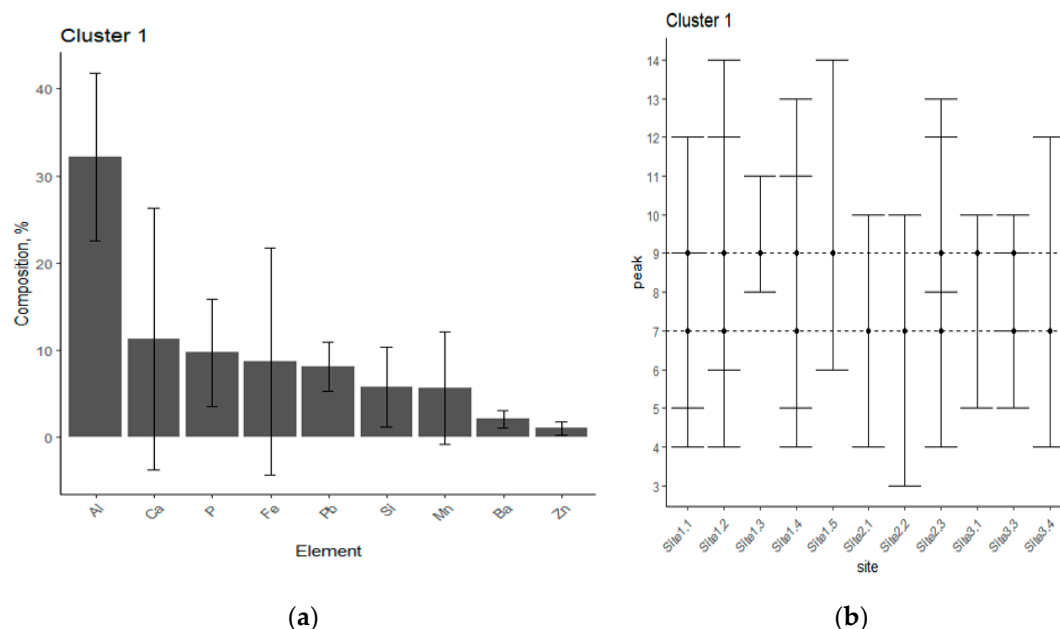 Cluster 1
Composition, %
40
30
20
10
0
Al
Ca
P
Fe
Pb
Si
Mn
Ba
Zn
Element
(a)
Cluster 1
peak
14
13
12
11
10
9
8
7
6
5
4
3
Site1,1
Site1,2
Site1,3
Site1,4
Site1,5
Site2,1
Site2,2
Site2,3
Site3,1
Site3,3
Site3,4
site
(b)